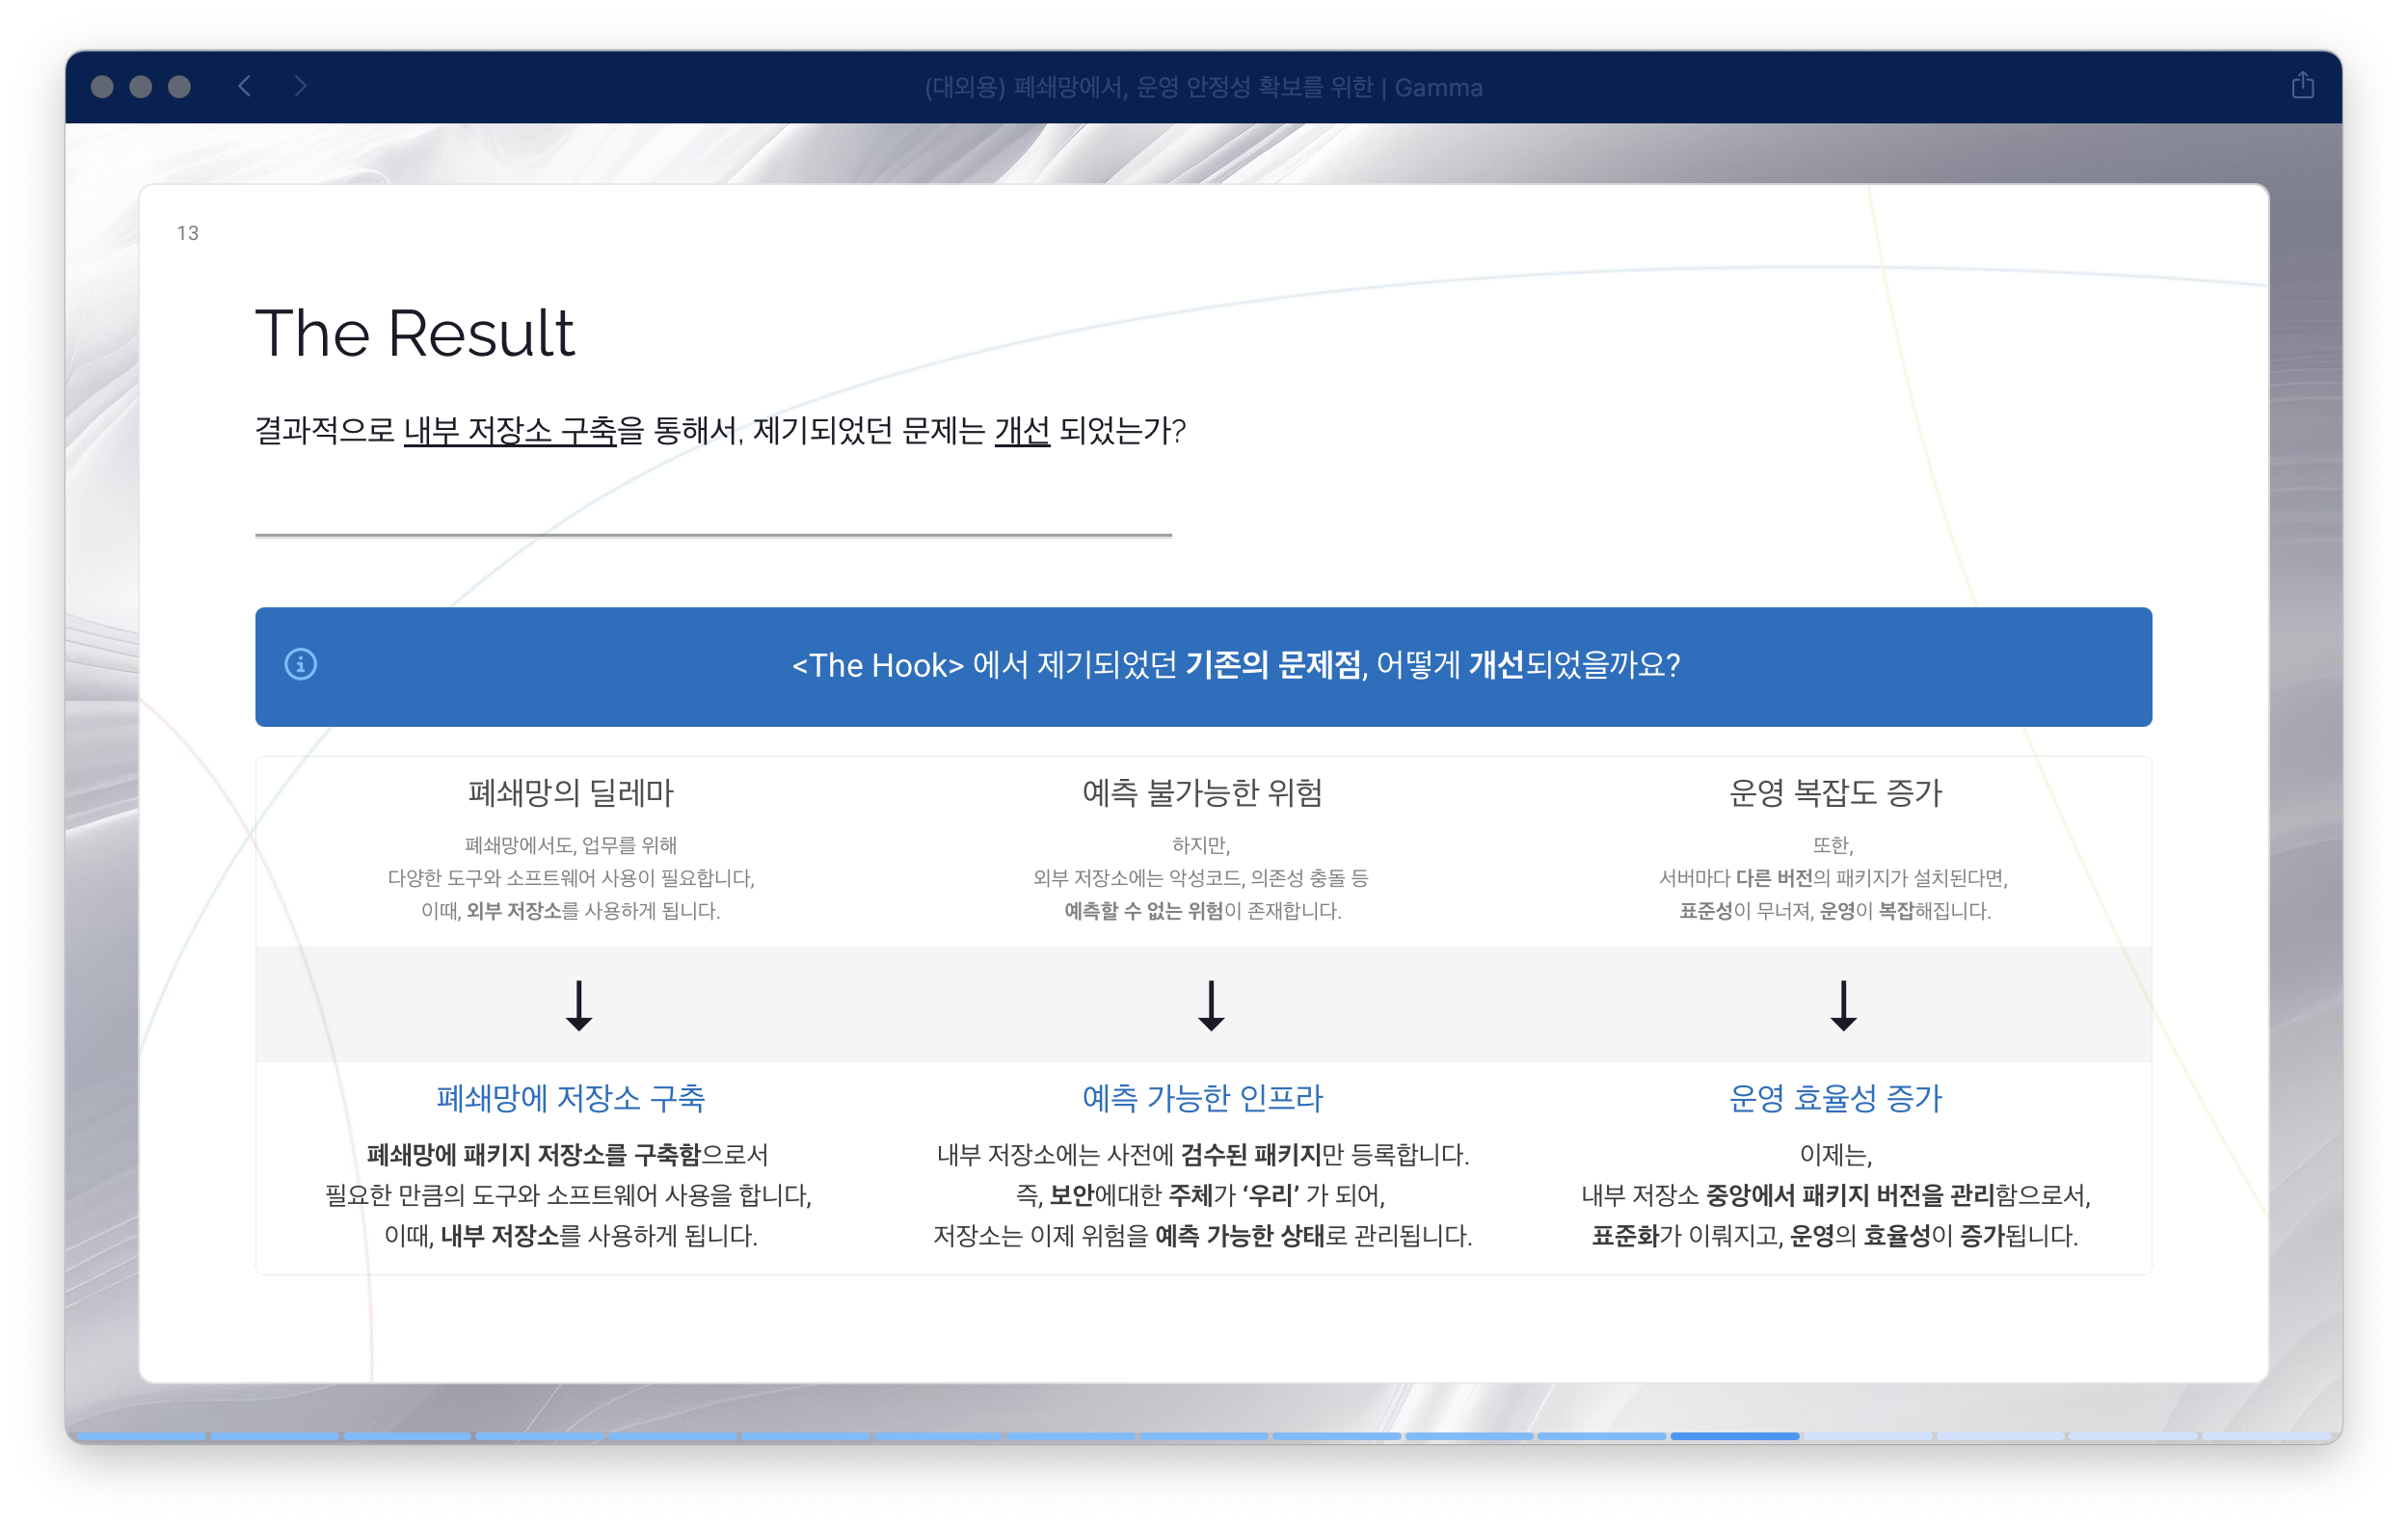 (대외용) 폐쇄망에서, 운영 안정성 확보를 위한 | Gamma
13
The Result
결과적으로 내부 저장소 구축을 통해서, 제기되었던 문제는 개선 되었는가?
<The Hook> 에서 제기되었던 기존의 문제점, 어떻게 개선되었을까요?
폐쇄망의 딜레마
폐쇄망에서도, 업무를 위해
다양한 도구와 소프트웨어 사용이 필요합니다,
이때, 외부 저장소를 사용하게 됩니다.
예측 불가능한 위험
하지만,
외부 저장소에는 악성코드, 의존성 충돌 등
예측할 수 없는 위험이 존재합니다.
운영 복잡도 증가
또한,
서버마다 다른 버전의 패키지가 설치된다면,
표준성이 무너져, 운영이 복잡해집니다.
↓
↓
↓
폐쇄망에 저장소 구축
폐쇄망에 패키지 저장소를 구축함으로서
필요한 만큼의 도구와 소프트웨어 사용을 합니다,
이때, 내부 저장소를 사용하게 됩니다.
예측 가능한 인프라
내부 저장소에는 사전에 검수된 패키지만 등록합니다.
즉, 보안에대한 주체가 ‘우리’ 가 되어,
저장소는 이제 위험을 예측 가능한 상태로 관리됩니다.
운영 효율성 증가
이제는,
내부 저장소 중앙에서 패키지 버전을 관리함으로서,
표준화가 이뤄지고, 운영의 효율성이 증가됩니다.